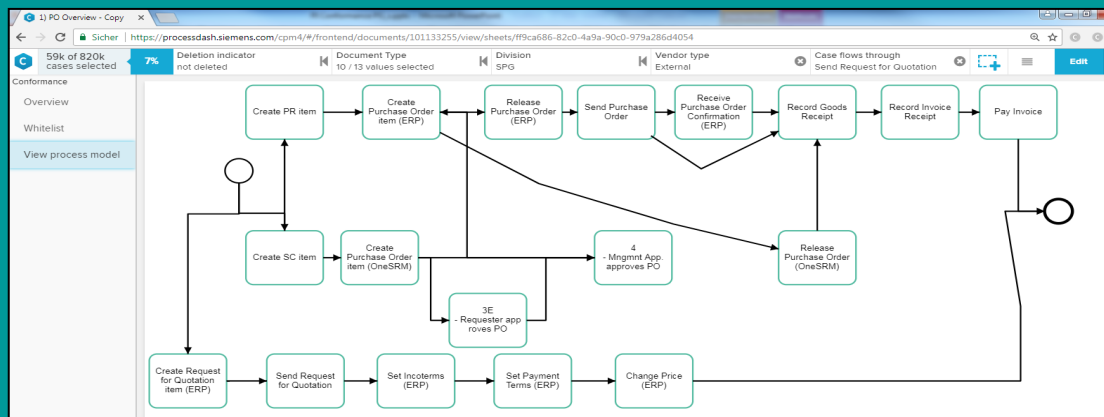 1) PO Overview - Copy
Sicher https://processdash.siemens.com/cpm4/#/frontend/documents/101133255/view/sheets/ff9ca686-82c0-4a9a-90c0-979a286d4054
59k of 820k
cases selected
7%
Deletion indicator
not deleted
Document Type
10 / 13 values selected
Division
SPG
Vendor type
External
Case flows through
Send Request for Quotation
Edit
Conformance
Overview
Whitelist
View process model
Create PR item
Create
Purchase Order
item (ERP)
Release
Purchase Order
(ERP)
Send Purchase
Order
Receive
Purchase Order
Confirmation
(ERP)
Record Goods
Receipt
Record Invoice
Receipt
Pay Invoice
Create SC item
Create
Purchase Order
item (OneSRM)
4
- Mngmnt App.
approves PO
Release
Purchase Order
(OneSRM)
3E
- Requester app
roves PO
Create Request
for Quotation
item (ERP)
Send Request
for Quotation
Set Incoterms
(ERP)
Set Payment
Terms (ERP)
Change Price
(ERP)